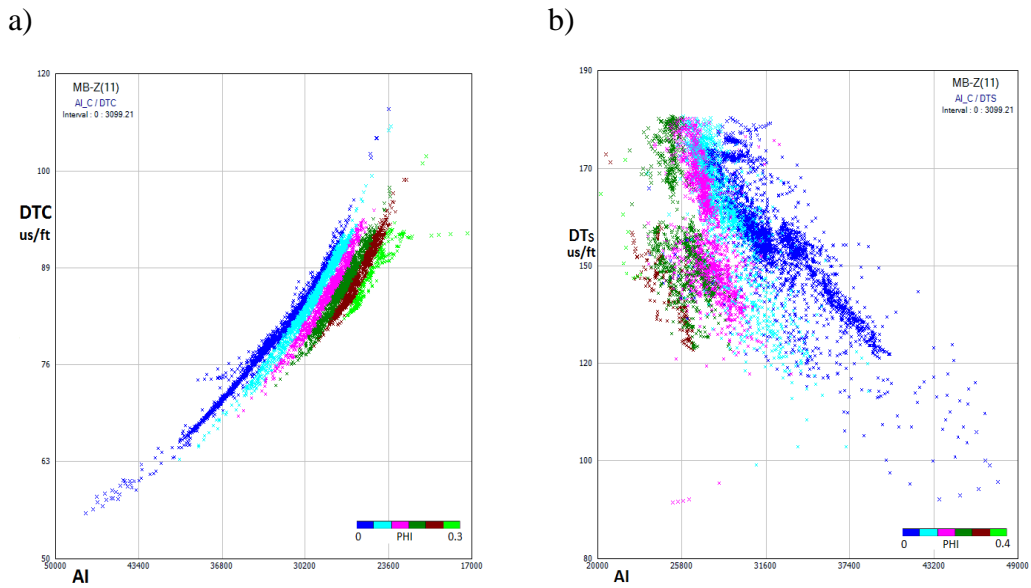 a)
b)
120
MB-Z(11)
AI_C / DTC
Interval : 0 : 3099.21
100
DTC
us/ft
89
76
63
0
PHI
0.3
50
50000
43400
36800
30200
23600
17000
AI
190
MB-Z(11)
AI_C / DTS
Interval : 0 : 3099.21
170
DTs
us/ft
150
120
100
0
PHI
0.4
80
20000
25800
31600
37400
43200
49000
AI